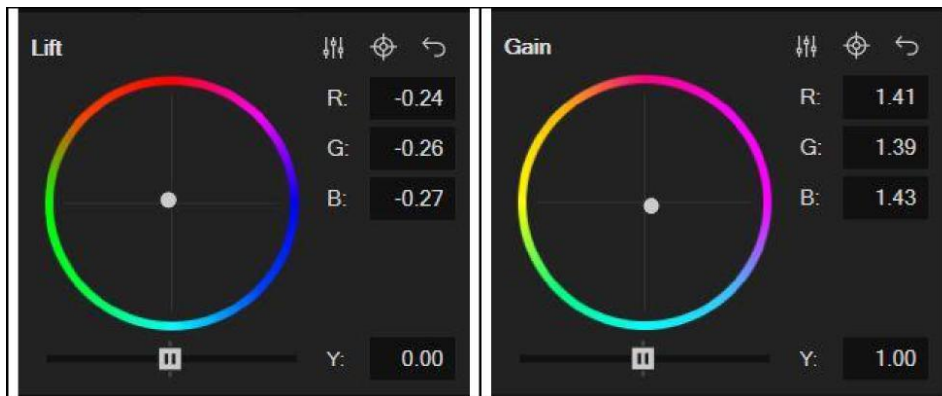 Lift
R: -0.24
G: -0.26
B: -0.27
Y: 0.00
Gain
R: 1.41
G: 1.39
B: 1.43
Y: 1.00